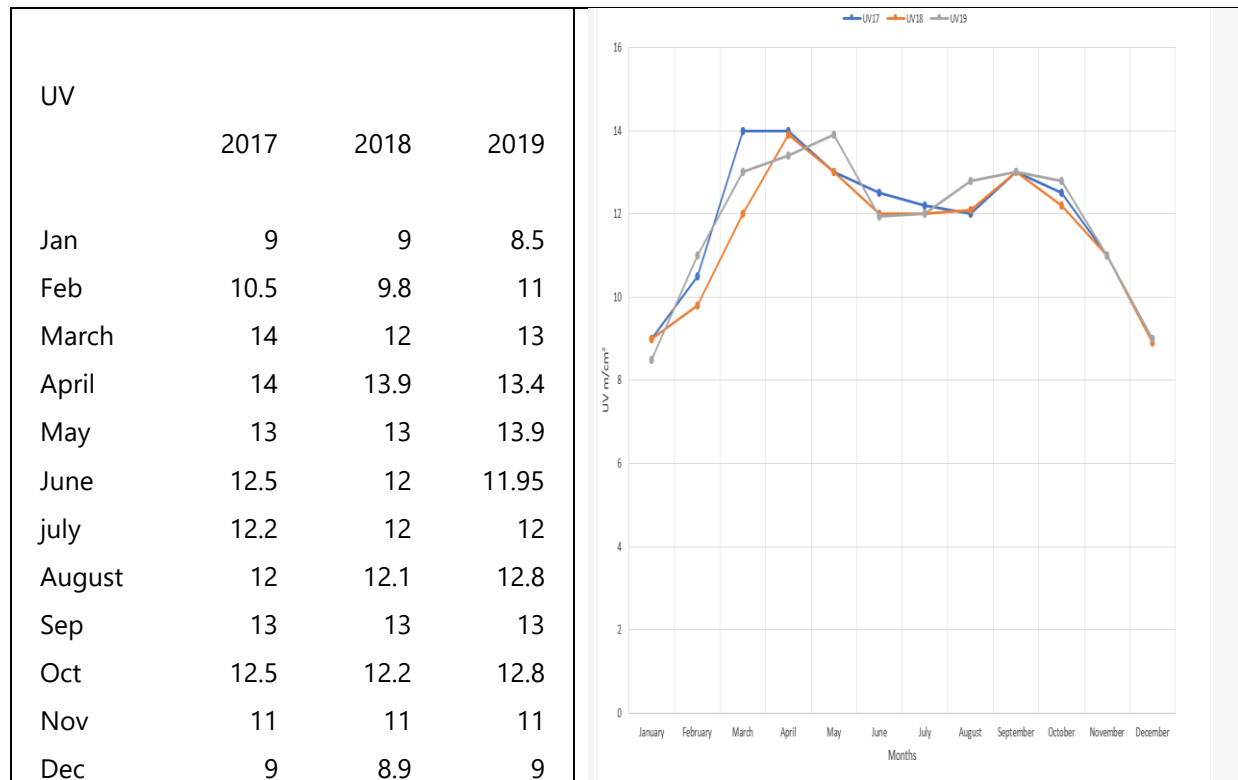 UV
2017 2018 2019
Jan 9 9 8.5
Feb 10.5 9.8 11
March 14 12 13
April 14 13.9 13.4
May 13 13 13.9
June 12.5 12 11.95
july 12.2 12 12
August 12 12.1 12.8
Sep 13 13 13
Oct 12.5 12.2 12.8
Nov 11 11 11
Dec 9 8.9 9
UV17 UV18 UV19
16
14
12
10
8
6
4
2
0
UV m/cm²
January February March April May June July August September October November December
Months